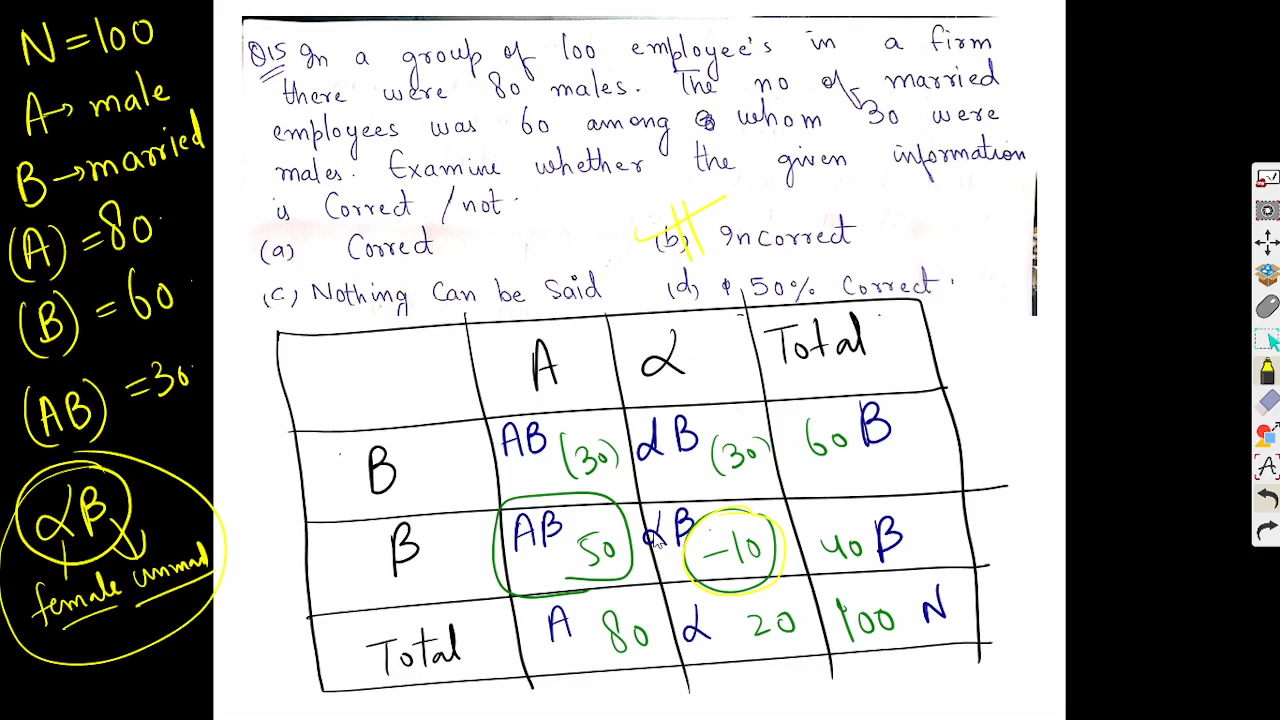 N=100
A→ male
B→married
(A) =80
(B) = 60
(AB) =30
αβ
female unmad
Q15 In a group of 100 employee's in a firm
there were 80 males. The no of married
employees was 60 among whom 30 were
males. Examine whether the given information
is Correct /not.
(a) Correct
(b) Incorrect
(c) Nothing Can be Said
(d) 50% Correct.
A α Total
B AB (30) αB (30) 60 B
β Aβ 50 αβ -10 40 β
Total A 80 α 20 100 N